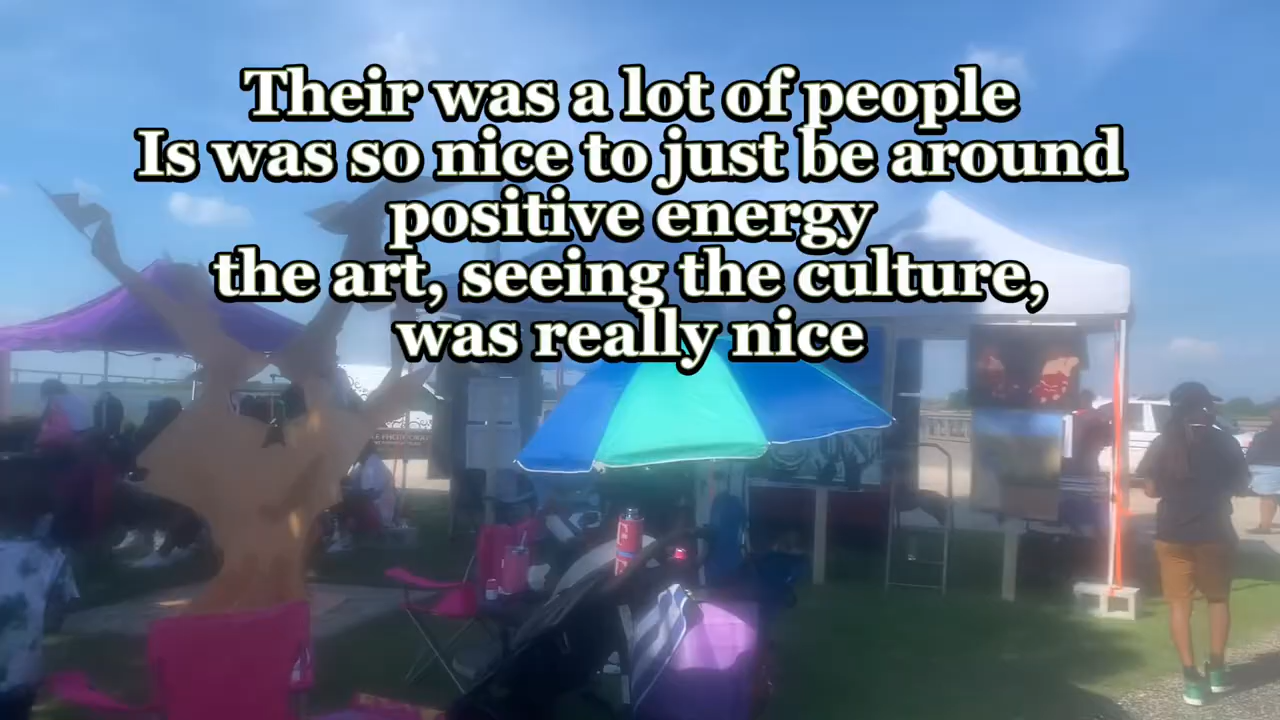 Their was a lot of people
Is was so nice to just be around
positive energy
the art, seeing the culture,
was really nice